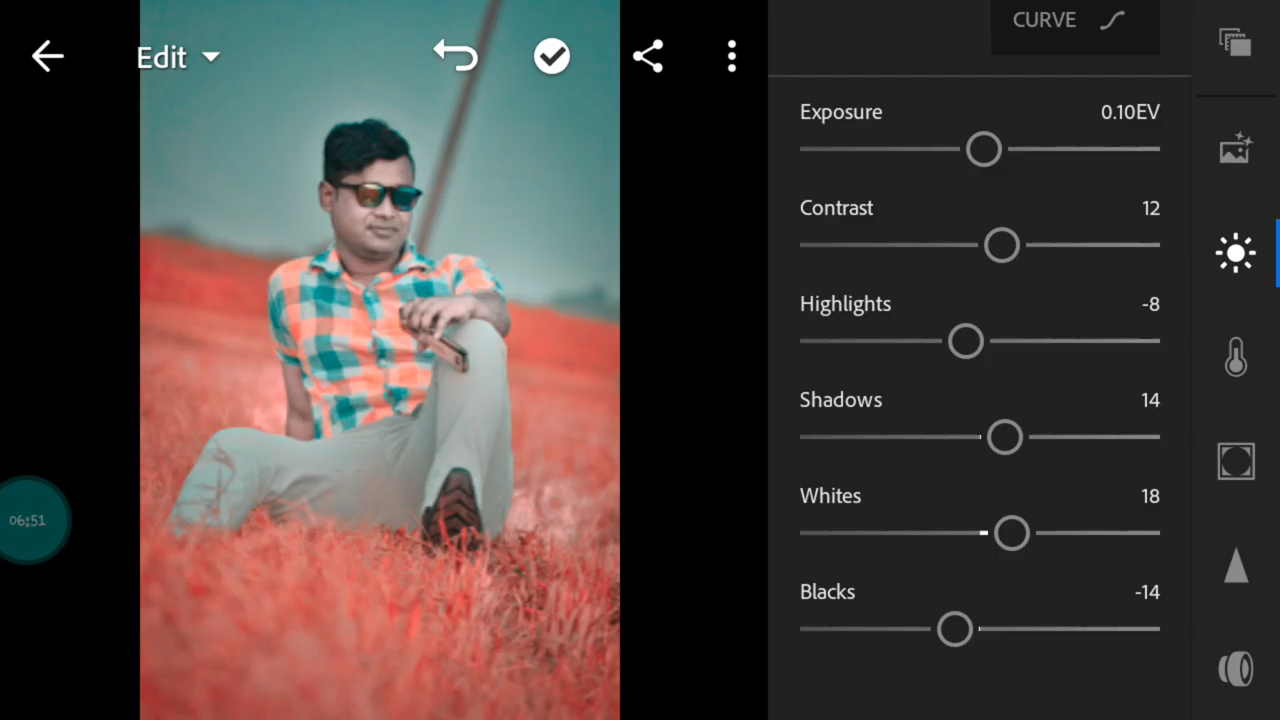 Edit
CURVE
Exposure 0.10EV
Contrast 12
Highlights -8
Shadows 14
Whites 18
Blacks -14
06:51